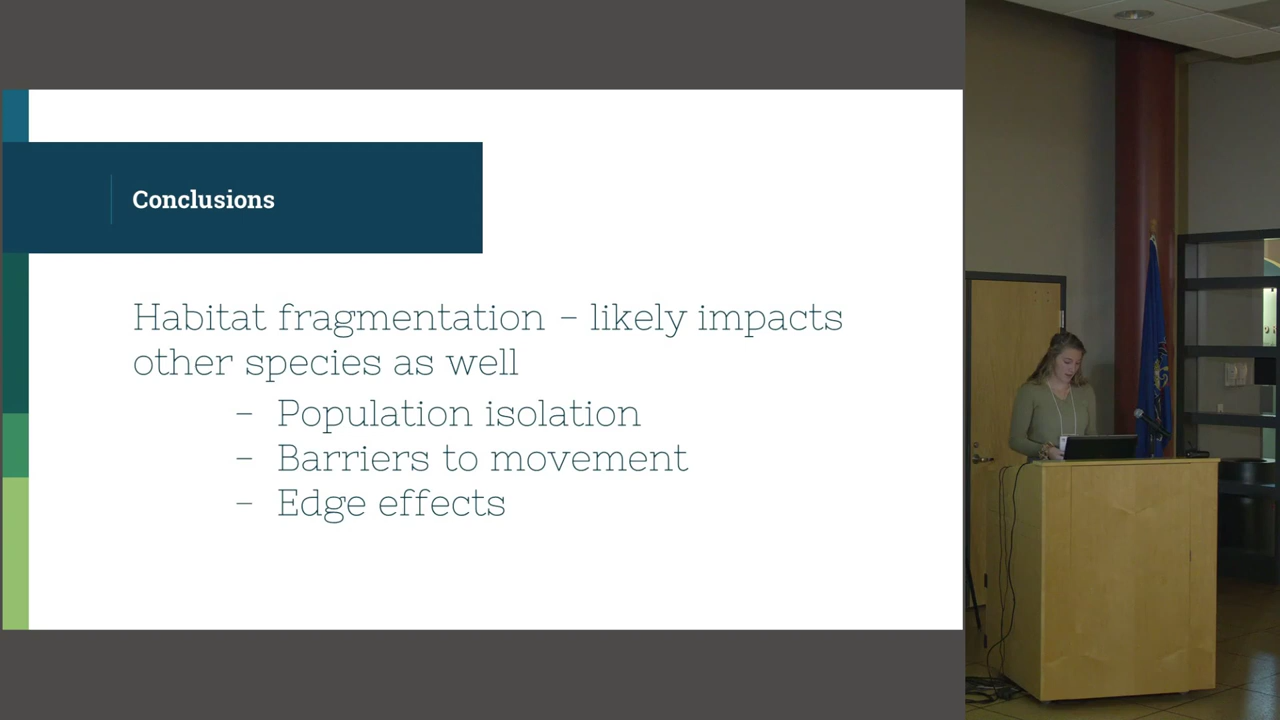 Conclusions
Habitat fragmentation – likely impacts
other species as well
– Population isolation
– Barriers to movement
– Edge effects